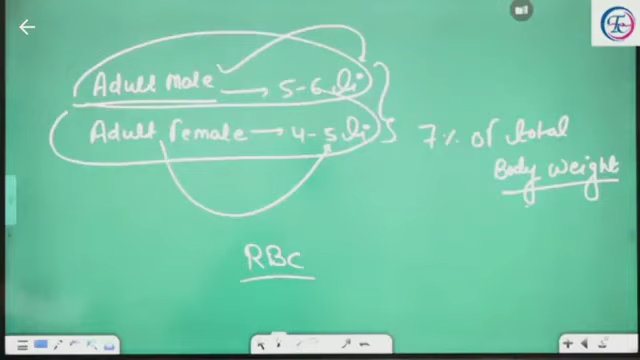 Adult Male → 5-6 li
Adult Female → 4-5 li
7% of total
Body weight
RBC